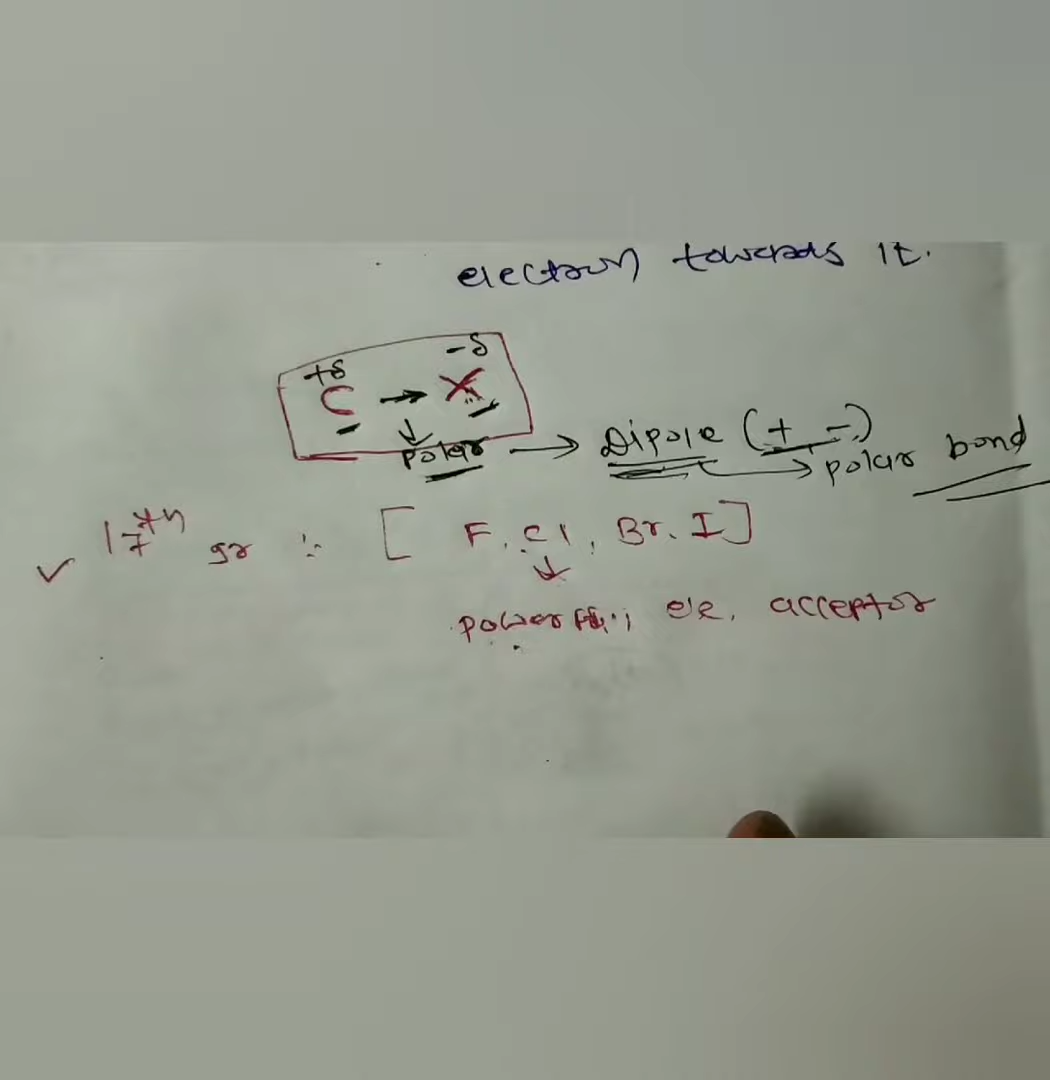 electron towards it.
+δ -δ
C → X
↓
polar → Dipole (+ -)
→ polar bond
✓ 17th gr :- [ F, Cl, Br, I ]
↓
ele. acceptor